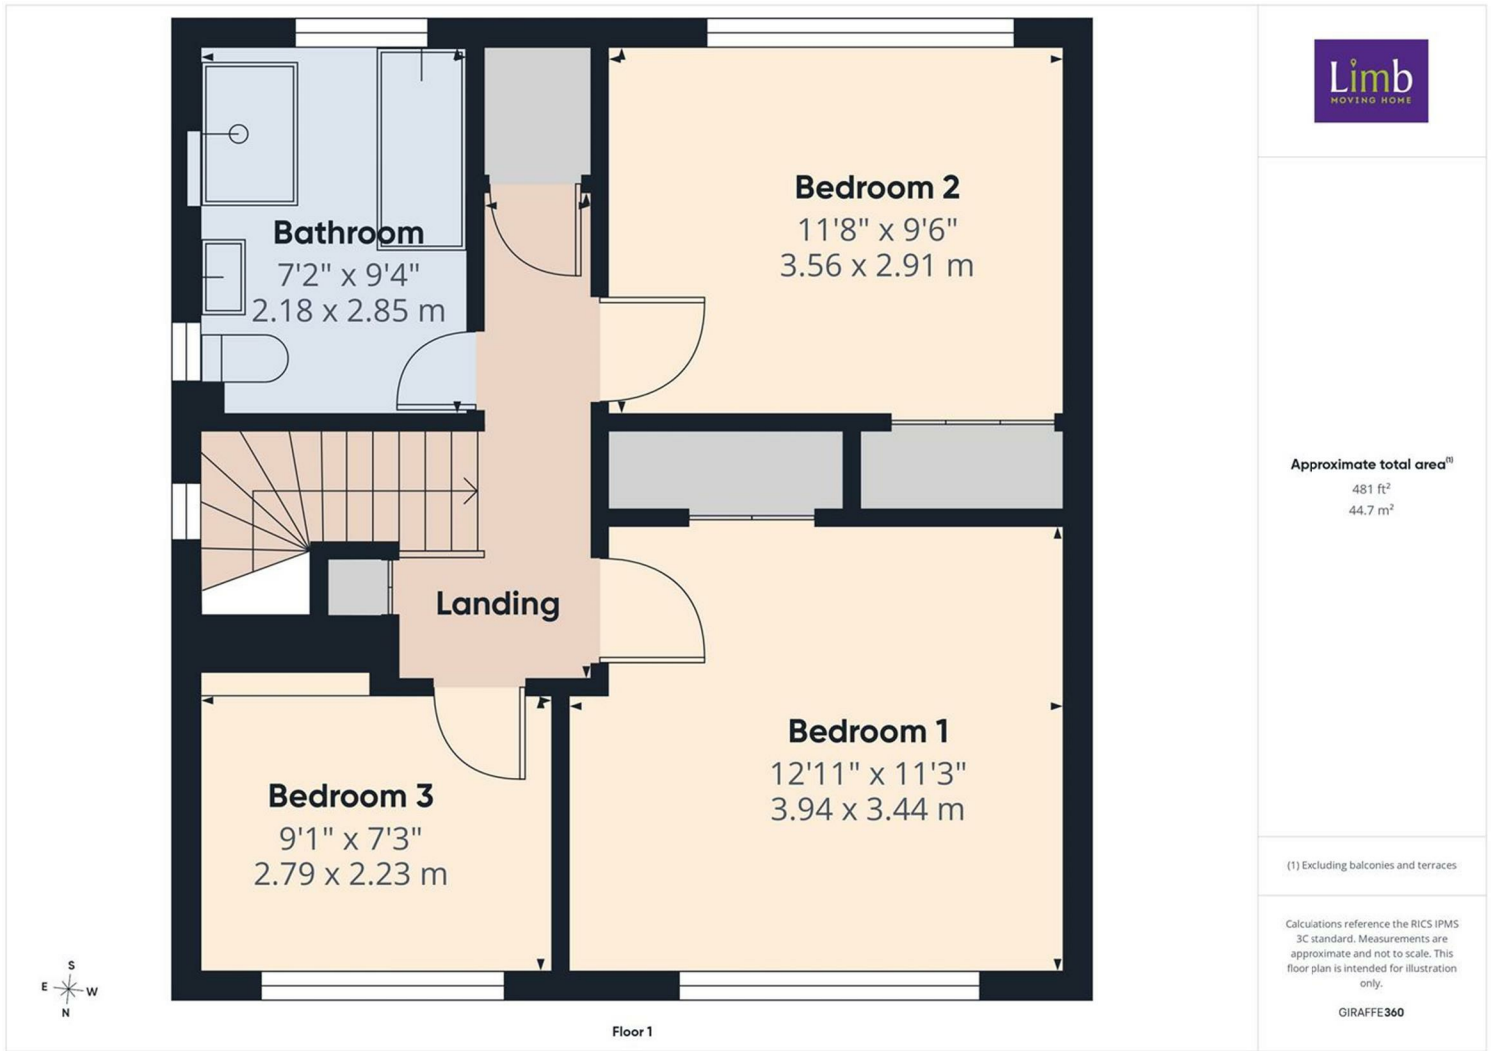 Bathroom
7'2" x 9'4"
2.18 x 2.85 m
Bedroom 2
11'8" x 9'6"
3.56 x 2.91 m
Landing
Bedroom 1
12'11" x 11'3"
3.94 x 3.44 m
Bedroom 3
9'1" x 7'3"
2.79 x 2.23 m
S
E
W
N
Floor 1
Limb
MOVING HOME
Approximate total area(1)
481 ft²
44.7 m²
(1) Excluding balconies and terraces
Calculations reference the RICS IPMS
3C standard. Measurements are
approximate and not to scale. This
floor plan is intended for illustration
only.
GIRAFFE360